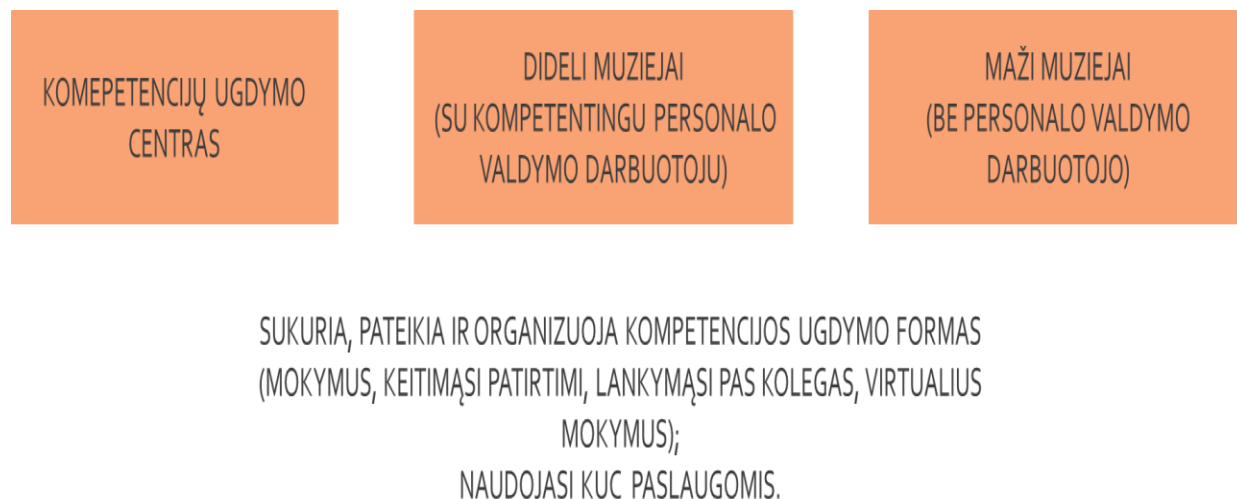 KOMEPETENCIJŲ UGDYMO
CENTRAS
DIDELI MUZIEJAI
(SU KOMPETENTINGU PERSONALO
VALDYMO DARBUOTOJU)
MAŽI MUZIEJAI
(BE PERSONALO VALDYMO
DARBUOTOJO)
SUKURIA, PATEIKIA IR ORGANIZUOJA KOMPETENCIJOS UGDYMO FORMAS
(MOKYMUS, KEITIMĄSI PATIRTIMI, LANKYMĄSI PAS KOLEGAS, VIRTUALIUS
MOKYMUS);
NAUDOJASI KUC PASLAUGOMIS.